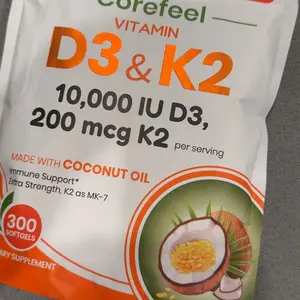 Corefeel
VITAMIN
D3 & K2
10,000 IU D3,
200 mcg K2 per serving
MADE WITH COCONUT OIL
Immune Support*
Extra Strength, K2 as MK-7
300
SOFTGELS
SUPPLEMENT